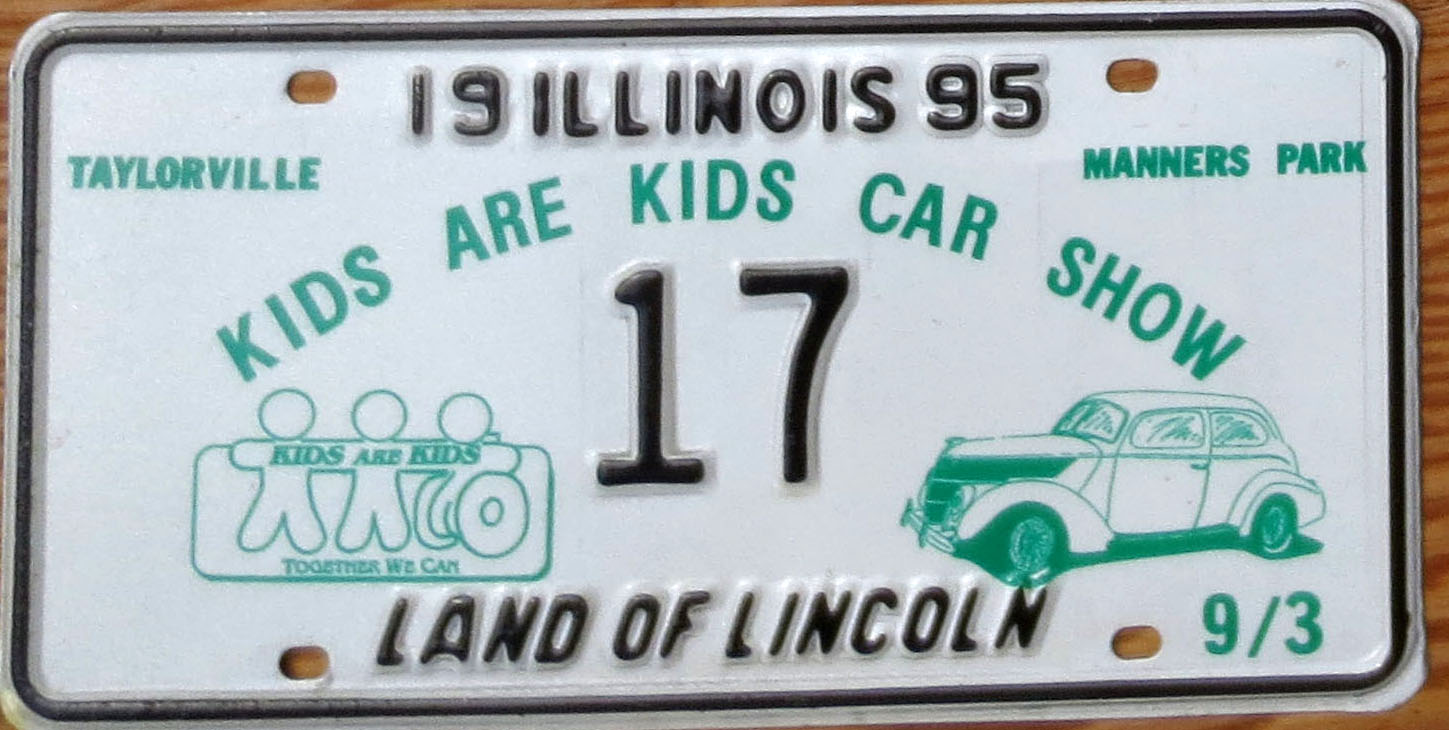 19 ILLINOIS 95
TAYLORVILLE
MANNERS PARK
KIDS ARE KIDS CAR SHOW
17
KIDS ARE KIDS
TOGETHER WE CAN
LAND OF LINCOLN
9/3